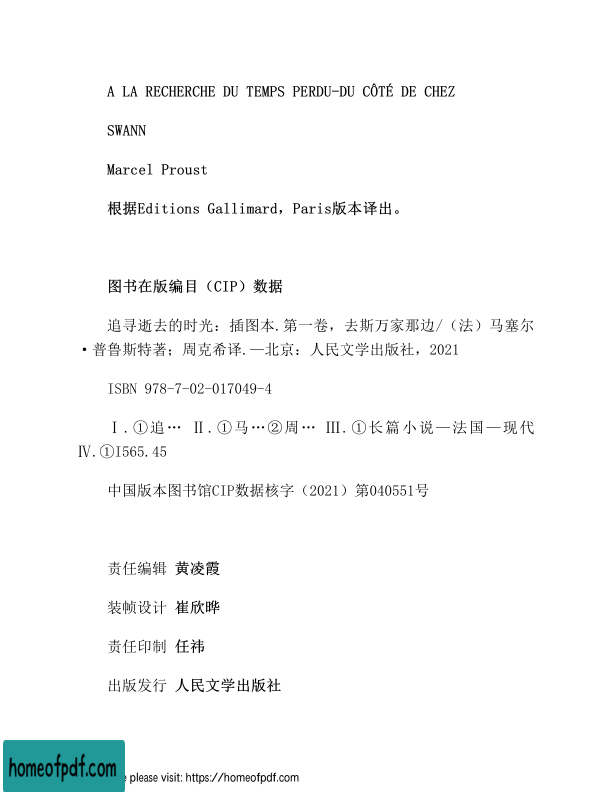 A LA RECHERCHE DU TEMPS PERDU—DU CÔTÉ DE CHEZ
SWANN
Marcel Proust
根据Editions Gallimard，Paris版本译出。
图书在版编目（CIP）数据
追寻逝去的时光：插图本.第一卷，去斯万家那边/（法）马塞尔
·普鲁斯特著；周克希译.—北京：人民文学出版社，2021
ISBN 978-7-02-017049-4
Ⅰ.①追… Ⅱ.①马…②周… Ⅲ.①长篇小说—法国—现代
Ⅳ.①I565.45
中国版本图书馆CIP数据核字（2021）第040551号
责任编辑 黄凌霞
装帧设计 崔欣晔
责任印制 任祎
出版发行 人民文学出版社
homeofpdf.com
please visit: https://homeofpdf.com